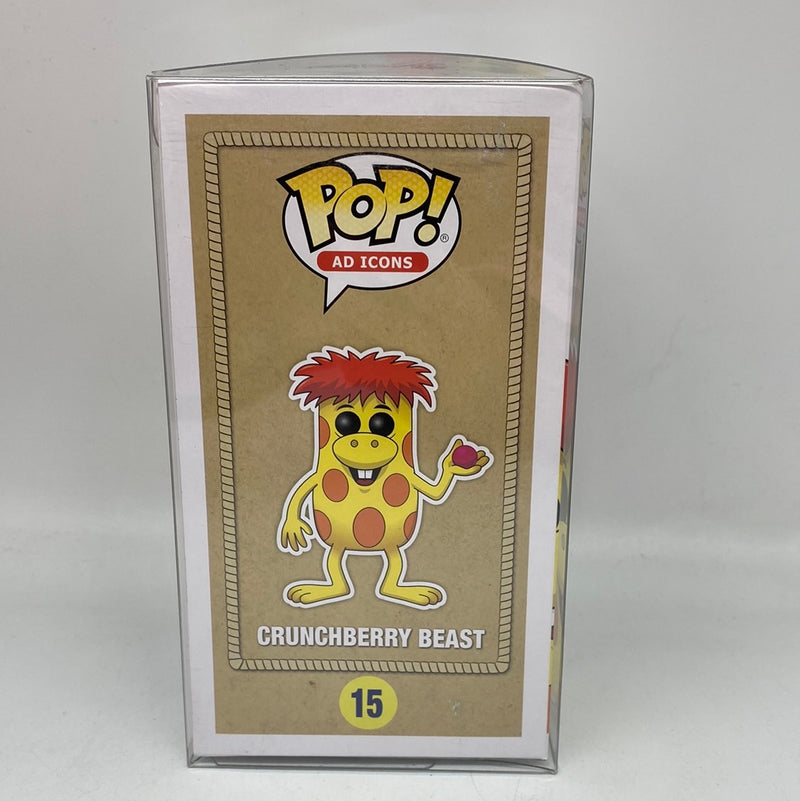 POP!®
AD ICONS
CRUNCHBERRY BEAST
15